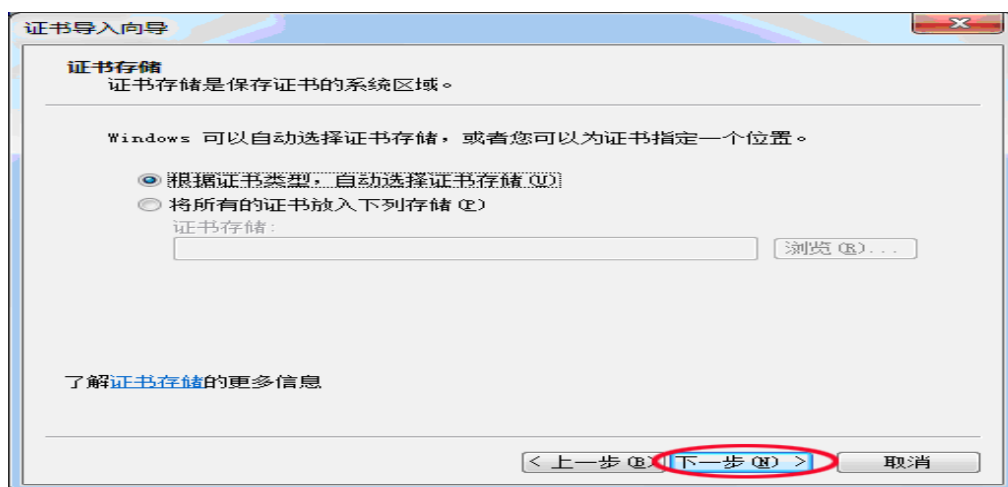 证书导入向导
证书存储
证书存储是保存证书的系统区域。
Windows 可以自动选择证书存储，或者您可以为证书指定一个位置。
根据证书类型，自动选择证书存储(U)
将所有的证书放入下列存储(P)
证书存储:
浏览(R)...
了解证书存储的更多信息
< 上一步(B) 下一步(N) > 取消